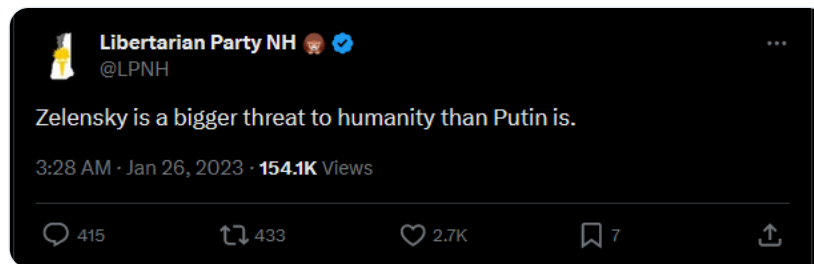 Libertarian Party NH
@LPNH
Zelensky is a bigger threat to humanity than Putin is.
3:28 AM · Jan 26, 2023 · 154.1K Views
415 433 2.7K 7